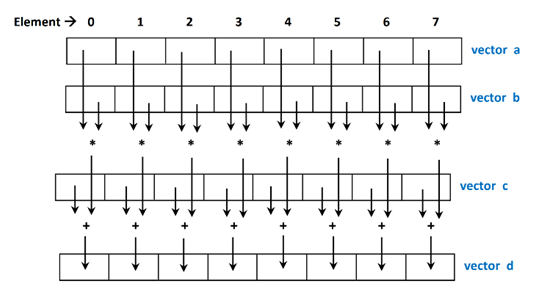 Element → 0 1 2 3 4 5 6 7
vector a
vector b
* * * * * * * *
vector c
+ + + + + + + +
vector d